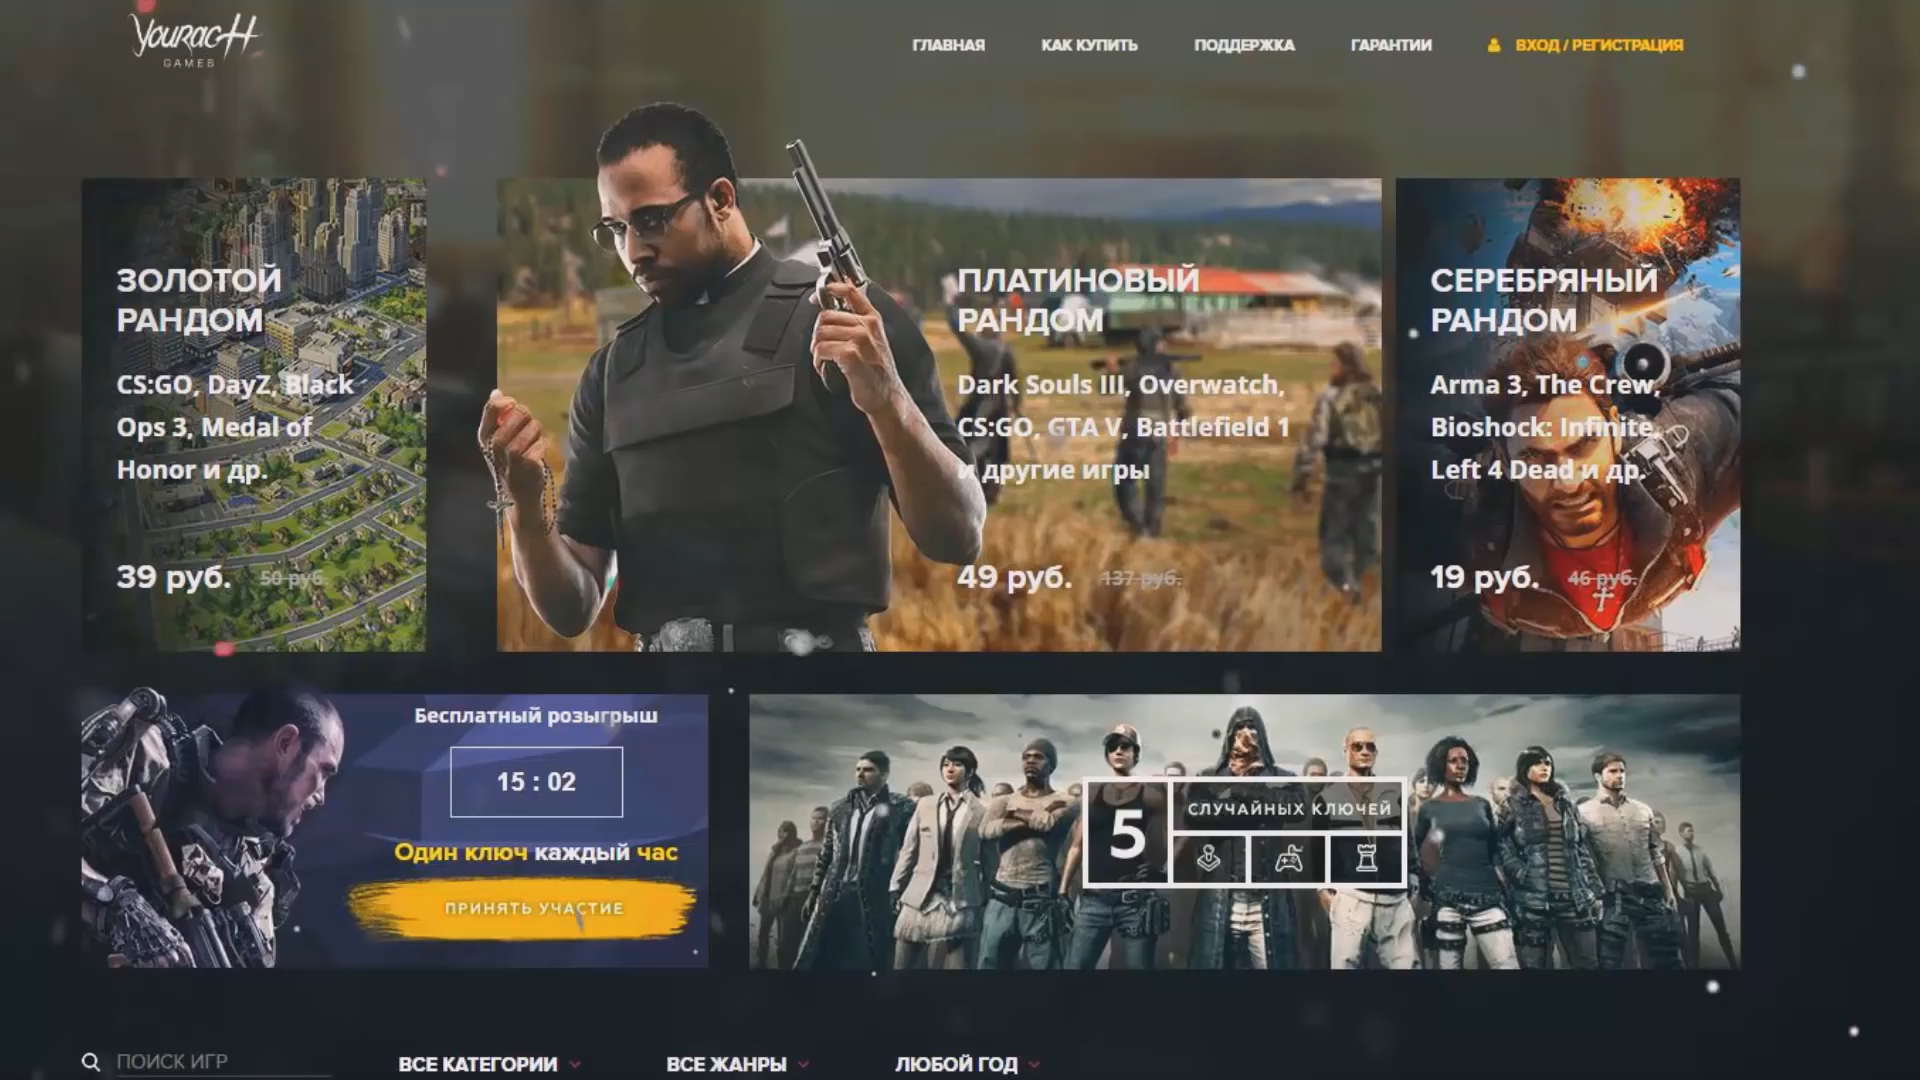 YouracH
GAMES
ГЛАВНАЯ
КАК КУПИТЬ
ПОДДЕРЖКА
ГАРАНТИИ
ВХОД / РЕГИСТРАЦИЯ
ЗОЛОТОЙ
РАНДОМ
CS:GO, DayZ, Black
Ops 3, Medal of
Honor и др.
39 руб. 50 руб.
ПЛАТИНОВЫЙ
РАНДОМ
Dark Souls III, Overwatch,
CS:GO, GTA V, Battlefield 1
и другие игры
49 руб. 137 руб.
СЕРЕБРЯНЫЙ
РАНДОМ
Arma 3, The Crew,
Bioshock: Infinite,
Left 4 Dead и др.
19 руб. 46 руб.
Бесплатный розыгрыш
15 : 02
Один ключ каждый час
ПРИНЯТЬ УЧАСТИЕ
5
СЛУЧАЙНЫХ КЛЮЧЕЙ
ПОИСК ИГР
ВСЕ КАТЕГОРИИ
ВСЕ ЖАНРЫ
ЛЮБОЙ ГОД